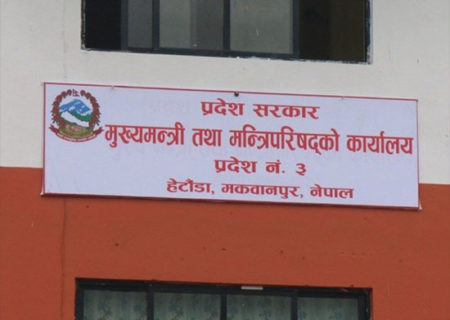 प्रदेश सरकार
मुख्यमन्त्री तथा मन्त्रिपरिषद्को कार्यालय
प्रदेश नं. ३
हेटौंडा, मकवानपुर, नेपाल